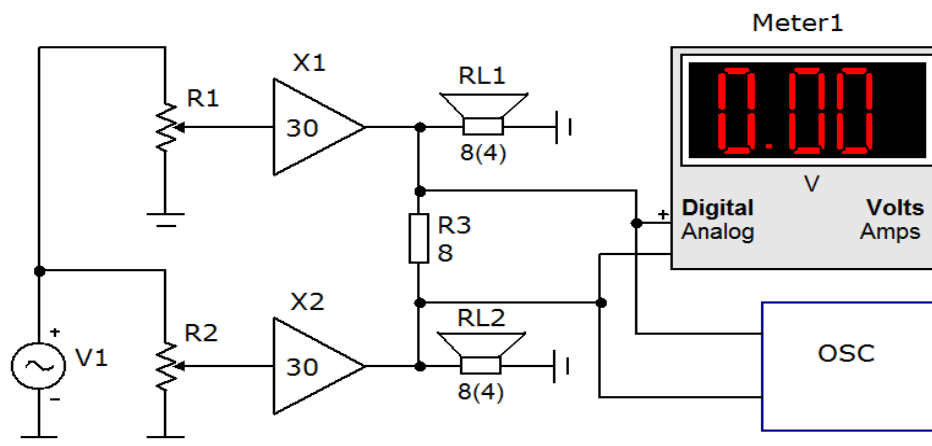 Meter1
X1
RL1
R1
30
0.00
8(4)
V
Digital
Volts
Analog
Amps
+
R3
8
X2
RL2
+
V1
−
R2
30
8(4)
OSC